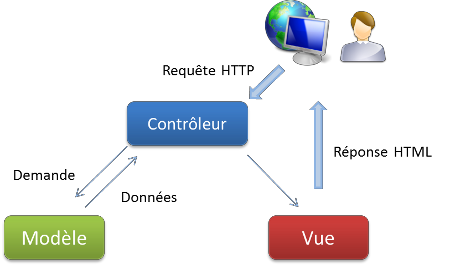 Requête HTTP
Contrôleur
Réponse HTML
Demande
Données
Modèle
Vue